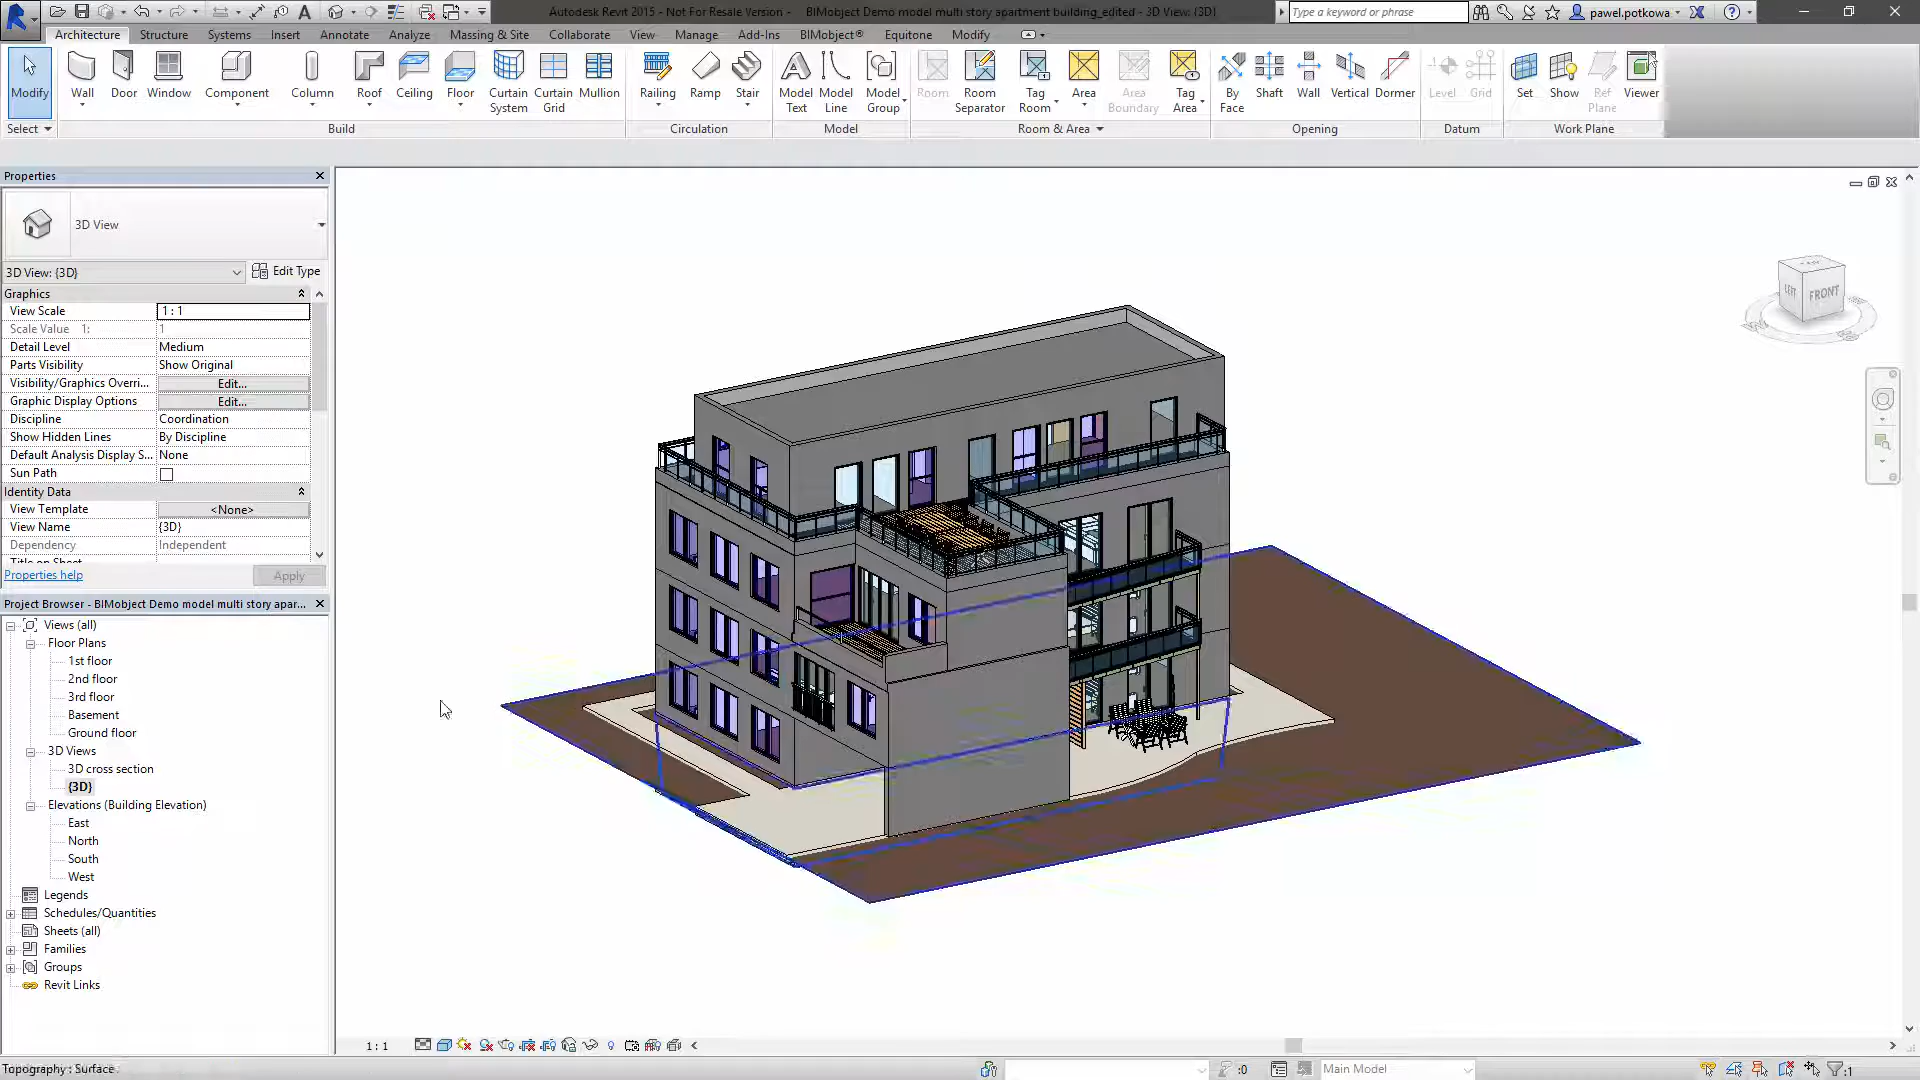 Autodesk Revit 2015 - Not For Resale Version - BIMobject Demo model multi story apartment building_edited - 3D View: {3D}
Type a keyword or phrase
pawel.potkowa
Architecture Structure Systems Insert Annotate Analyze Massing & Site Collaborate View Manage Add-Ins BIMobject® Equitone Modify
Modify Wall Door Window Component Column Roof Ceiling Floor Curtain System Curtain Grid Mullion Railing Ramp Stair Model Text Model Line Model Group Room Room Separator Tag Room Area Area Boundary Tag Area By Face Shaft Wall Vertical Dormer Level Grid Set Show Ref Plane Viewer
Select Build Circulation Model Room & Area Opening Datum Work Plane
Properties
3D View
3D View: {3D} Edit Type
Graphics
View Scale 1 : 1
Scale Value 1: 1
Detail Level Medium
Parts Visibility Show Original
Visibility/Graphics Overri... Edit...
Graphic Display Options Edit...
Discipline Coordination
Show Hidden Lines By Discipline
Default Analysis Display S... None
Sun Path
Identity Data
View Template <None>
View Name {3D}
Dependency Independent
Title on Sheet
Properties help Apply
Project Browser - BIMobject Demo model multi story apar...
Views (all)
Floor Plans
1st floor
2nd floor
3rd floor
Basement
Ground floor
3D Views
3D cross section
{3D}
Elevations (Building Elevation)
East
North
South
West
Legends
Schedules/Quantities
Sheets (all)
Families
Groups
Revit Links
LEFT FRONT
1 : 1
Topography : Surface
:0
Main Model
:1